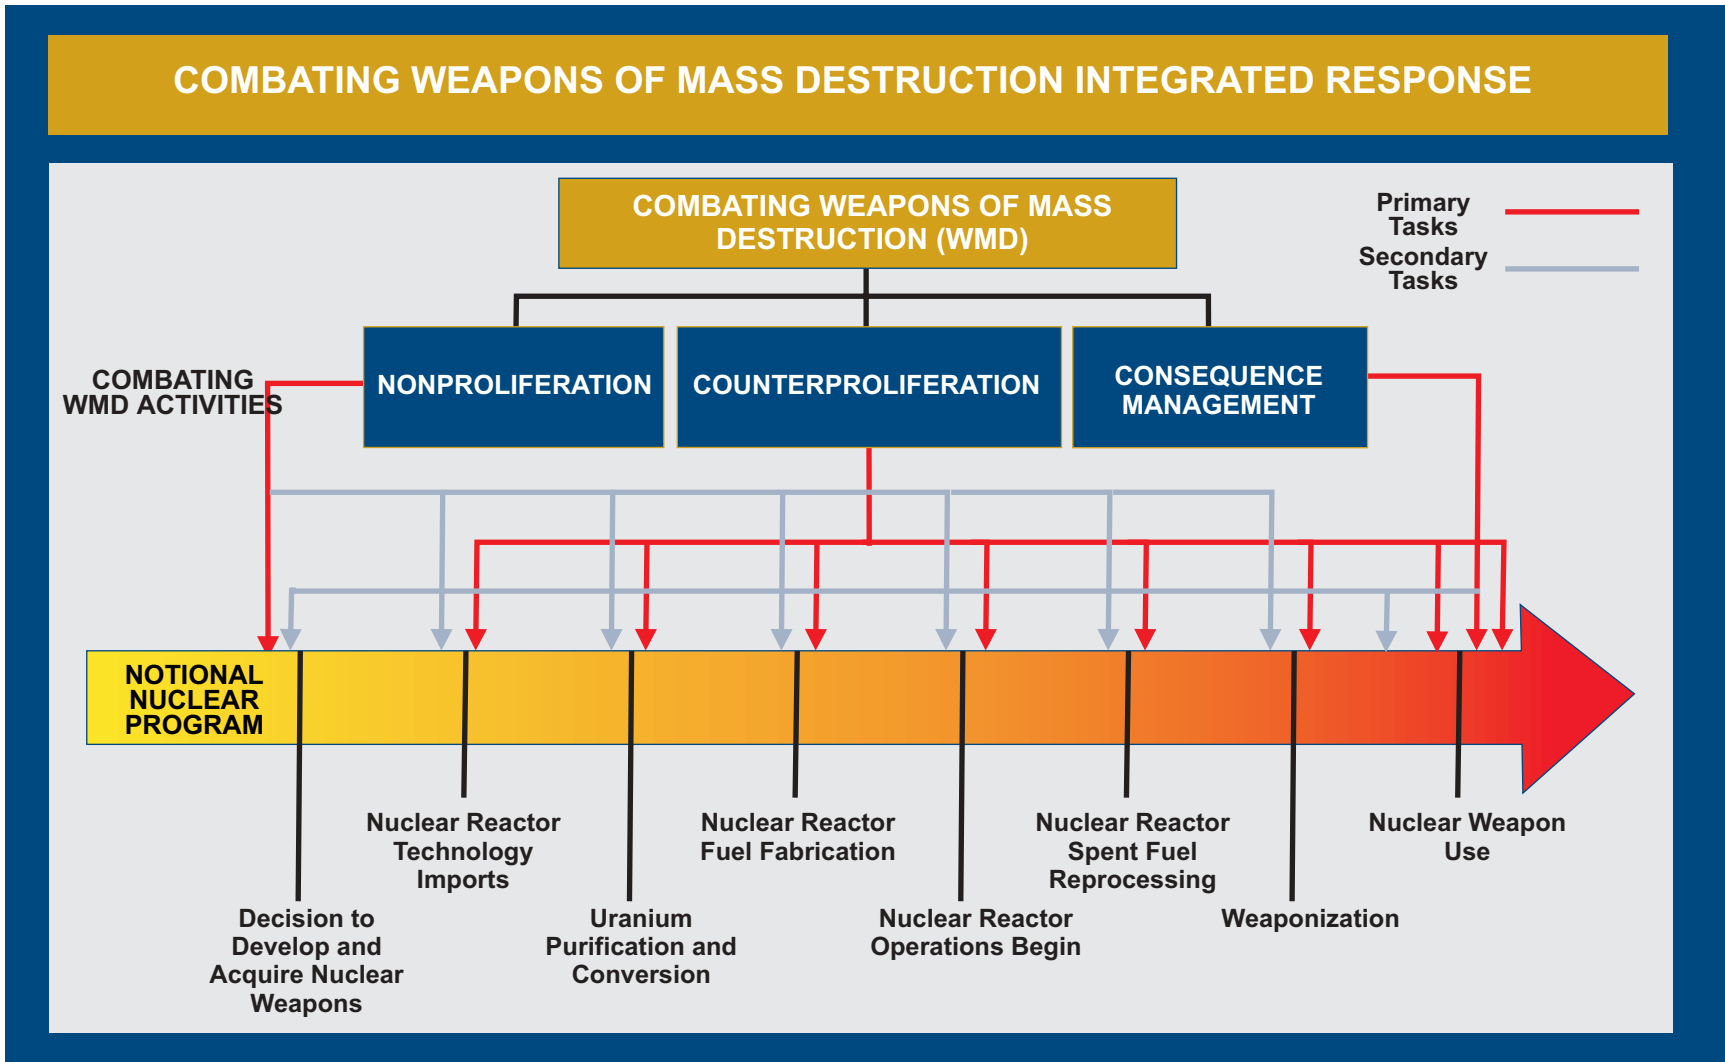 COMBATING WEAPONS OF MASS DESTRUCTION INTEGRATED RESPONSE
COMBATING WEAPONS OF MASS
DESTRUCTION (WMD)
Primary
Tasks
Secondary
Tasks
COMBATING
WMD ACTIVITIES
NONPROLIFERATION
COUNTERPROLIFERATION
CONSEQUENCE
MANAGEMENT
NOTIONAL
NUCLEAR
PROGRAM
Nuclear Reactor
Technology
Imports
Nuclear Reactor
Fuel Fabrication
Nuclear Reactor
Spent Fuel
Reprocessing
Nuclear Weapon
Use
Decision to
Develop and
Acquire Nuclear
Weapons
Uranium
Purification and
Conversion
Nuclear Reactor
Operations Begin
Weaponization